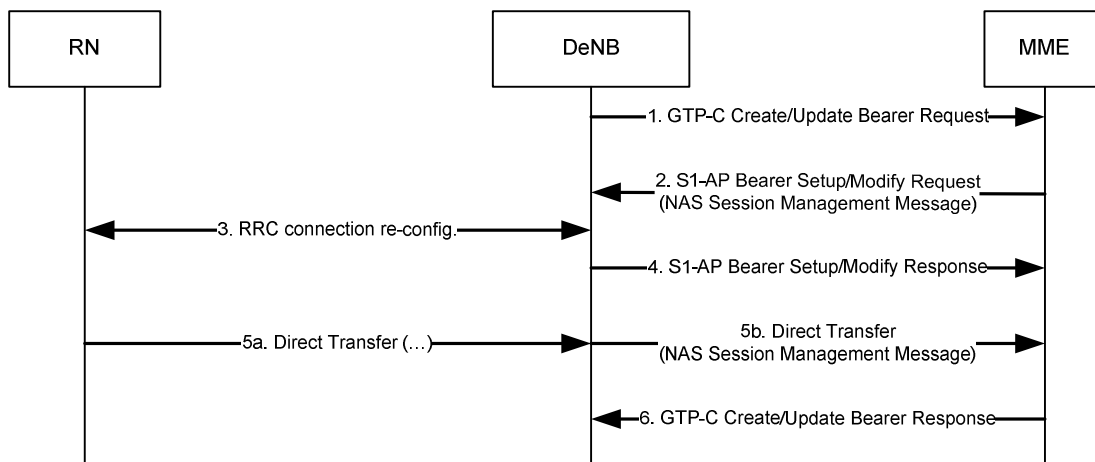 RN
DeNB
MME
1. GTP-C Create/Update Bearer Request
2. S1-AP Bearer Setup/Modify Request
(NAS Session Management Message)
3. RRC connection re-config.
4. S1-AP Bearer Setup/Modify Response
5a. Direct Transfer (...)
5b. Direct Transfer
(NAS Session Management Message)
6. GTP-C Create/Update Bearer Response